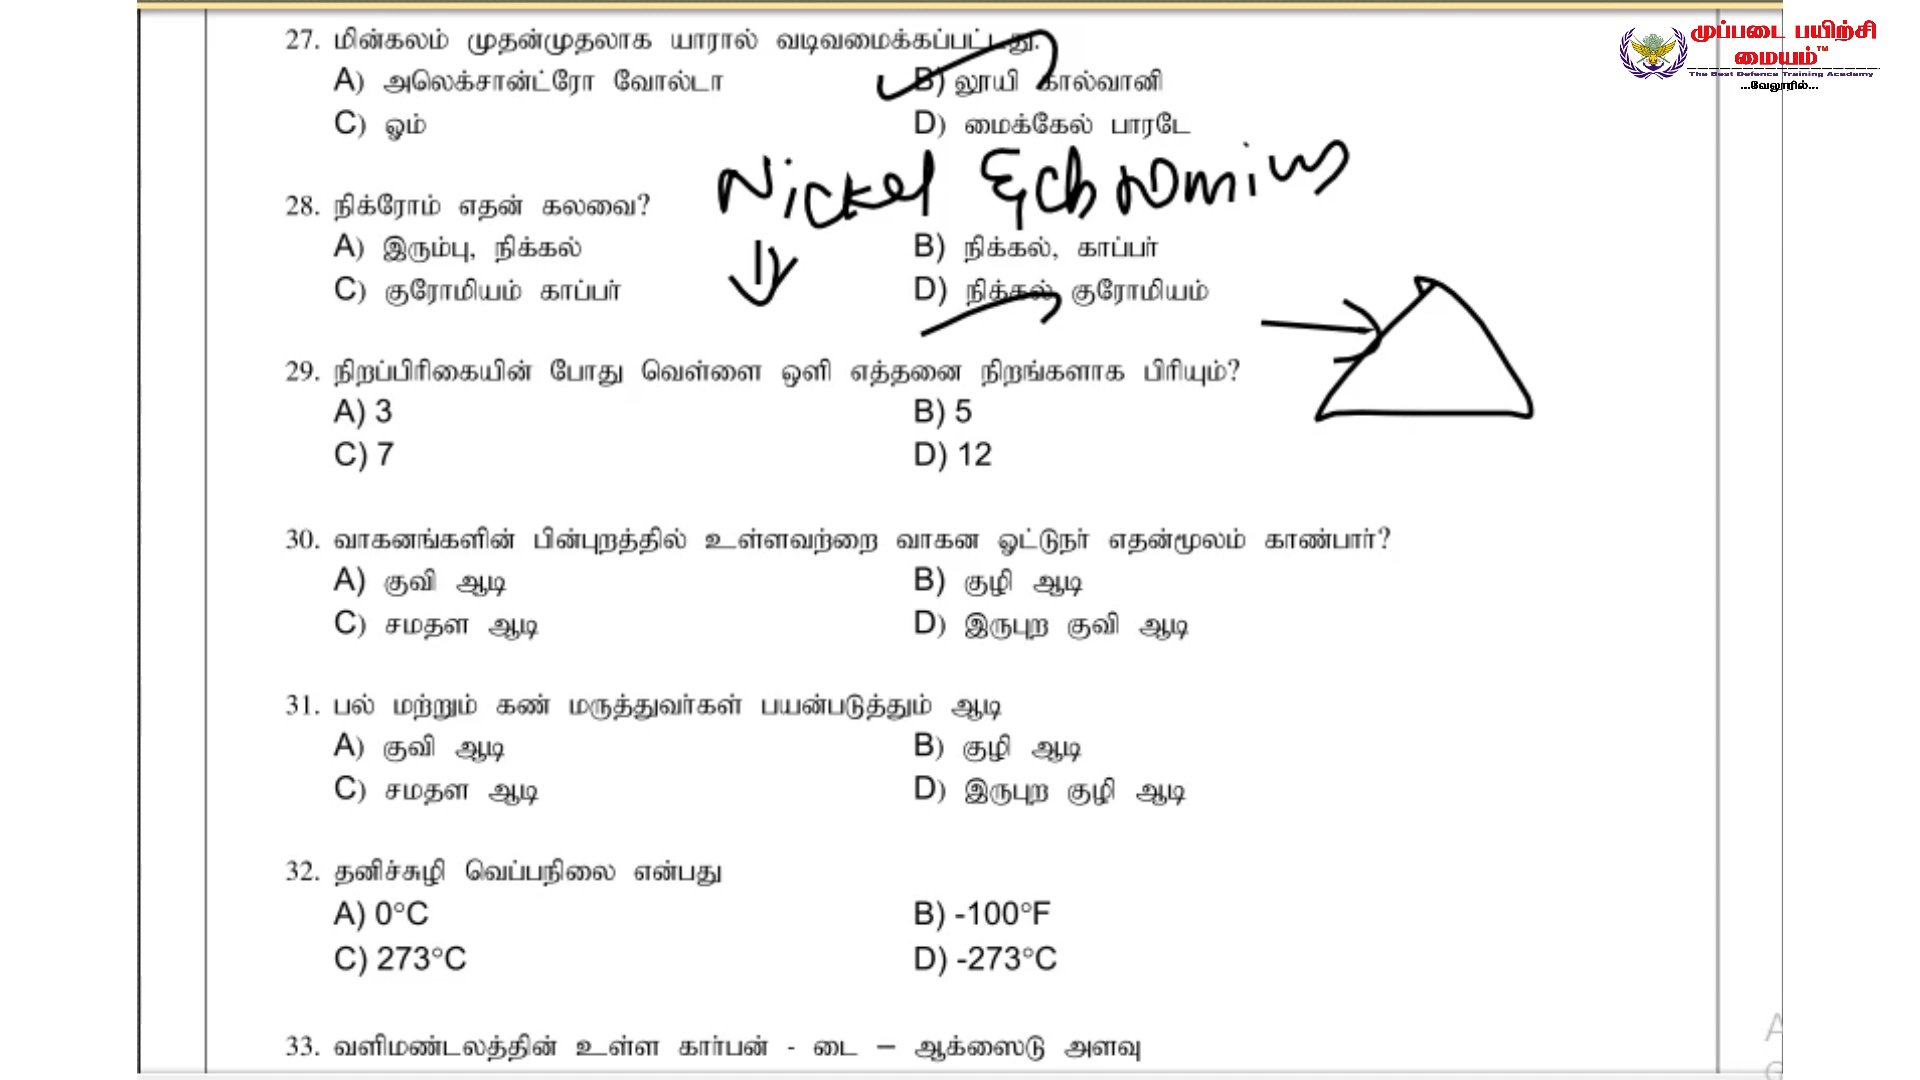 முப்படை பயிற்சி
மையம்™
The Best Defence Training Academy
...வேலூரில்...
27. மின்கலம் முதன்முதலாக யாரால் வடிவமைக்கப்பட்டது.
A) அலெக்சான்ட்ரோ வோல்டா B) லூயி கால்வானி
C) ஓம் D) மைக்கேல் பாரடே
Nickel &
28. நிக்ரோம் எதன் கலவை?
A) இரும்பு, நிக்கல் B) நிக்கல், காப்பர்
C) குரோமியம் காப்பர் D) நிக்கல் குரோமியம்
29. நிறப்பிரிகையின் போது வெள்ளை ஒளி எத்தனை நிறங்களாக பிரியும்?
A) 3 B) 5
C) 7 D) 12
30. வாகனங்களின் பின்புறத்தில் உள்ளவற்றை வாகன ஓட்டுநர் எதன்மூலம் காண்பார்?
A) குவி ஆடி B) குழி ஆடி
C) சமதள ஆடி D) இருபுற குவி ஆடி
31. பல் மற்றும் கண் மருத்துவர்கள் பயன்படுத்தும் ஆடி
A) குவி ஆடி B) குழி ஆடி
C) சமதள ஆடி D) இருபுற குழி ஆடி
32. தனிச்சுழி வெப்பநிலை என்பது
A) 0°C B) -100°F
C) 273°C D) -273°C
33. வளிமண்டலத்தின் உள்ள கார்பன் - டை – ஆக்ஸைடு அளவு